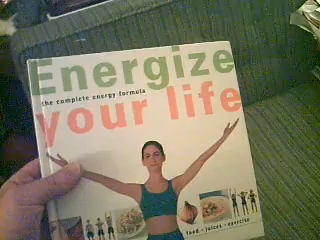 Energize
the complete energy formula
your life
food • juices • exercise